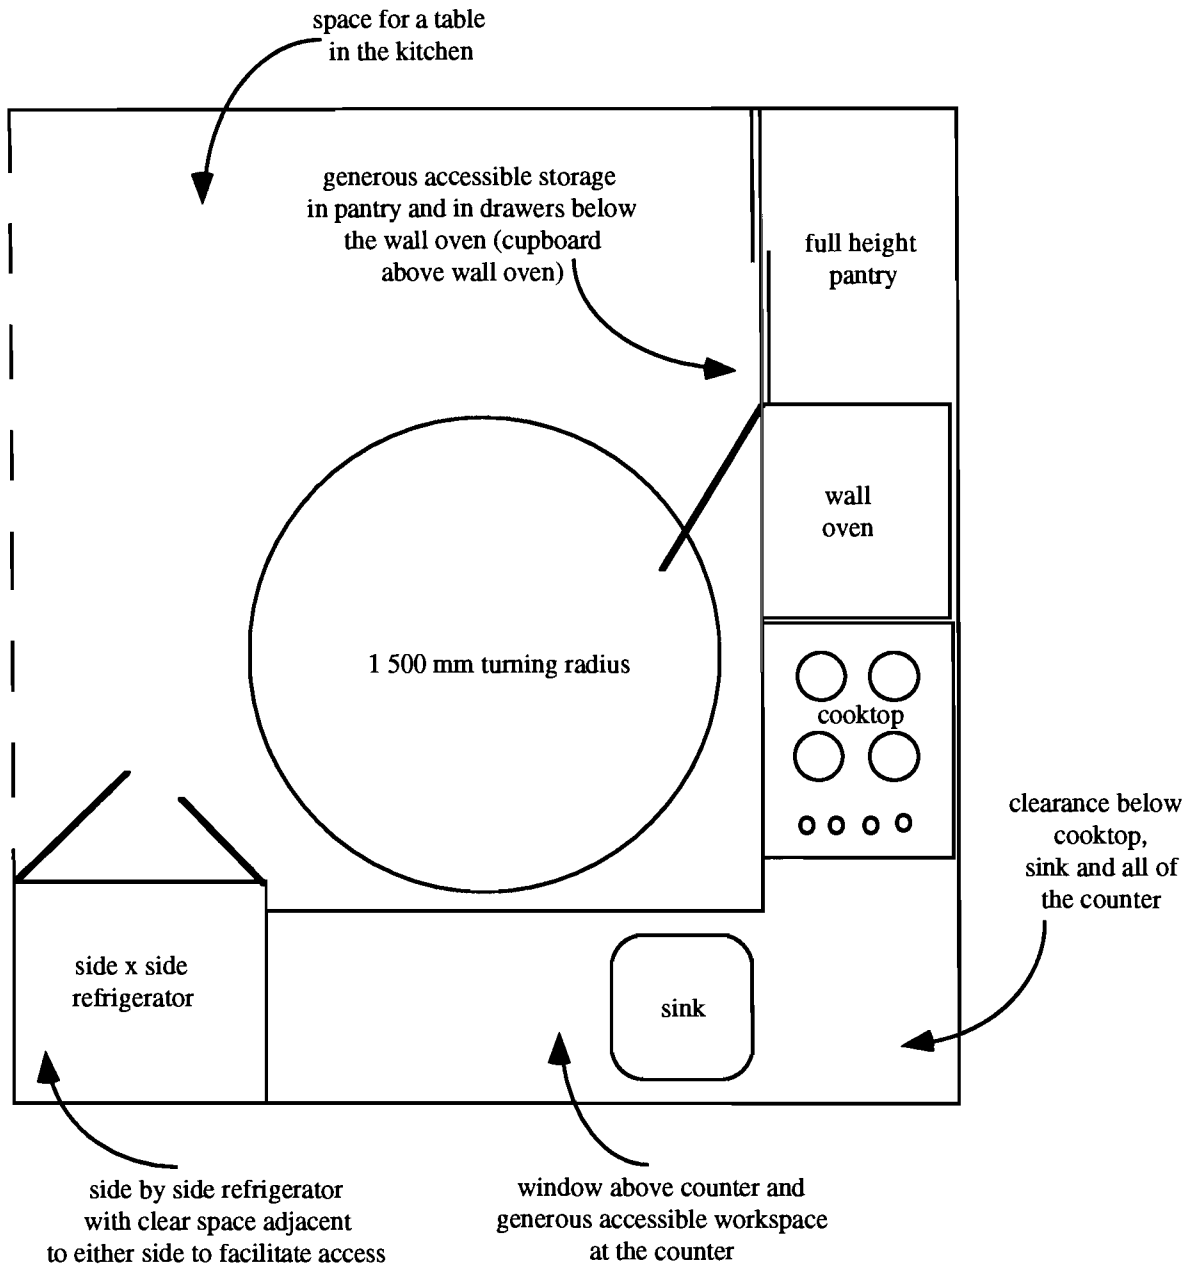 space for a table
in the kitchen
generous accessible storage
in pantry and in drawers below
the wall oven (cupboard
above wall oven)
full height
pantry
wall
oven
1 500 mm turning radius
cooktop
clearance below
cooktop,
sink and all of
the counter
side x side
refrigerator
sink
side by side refrigerator
with clear space adjacent
to either side to facilitate access
window above counter and
generous accessible workspace
at the counter